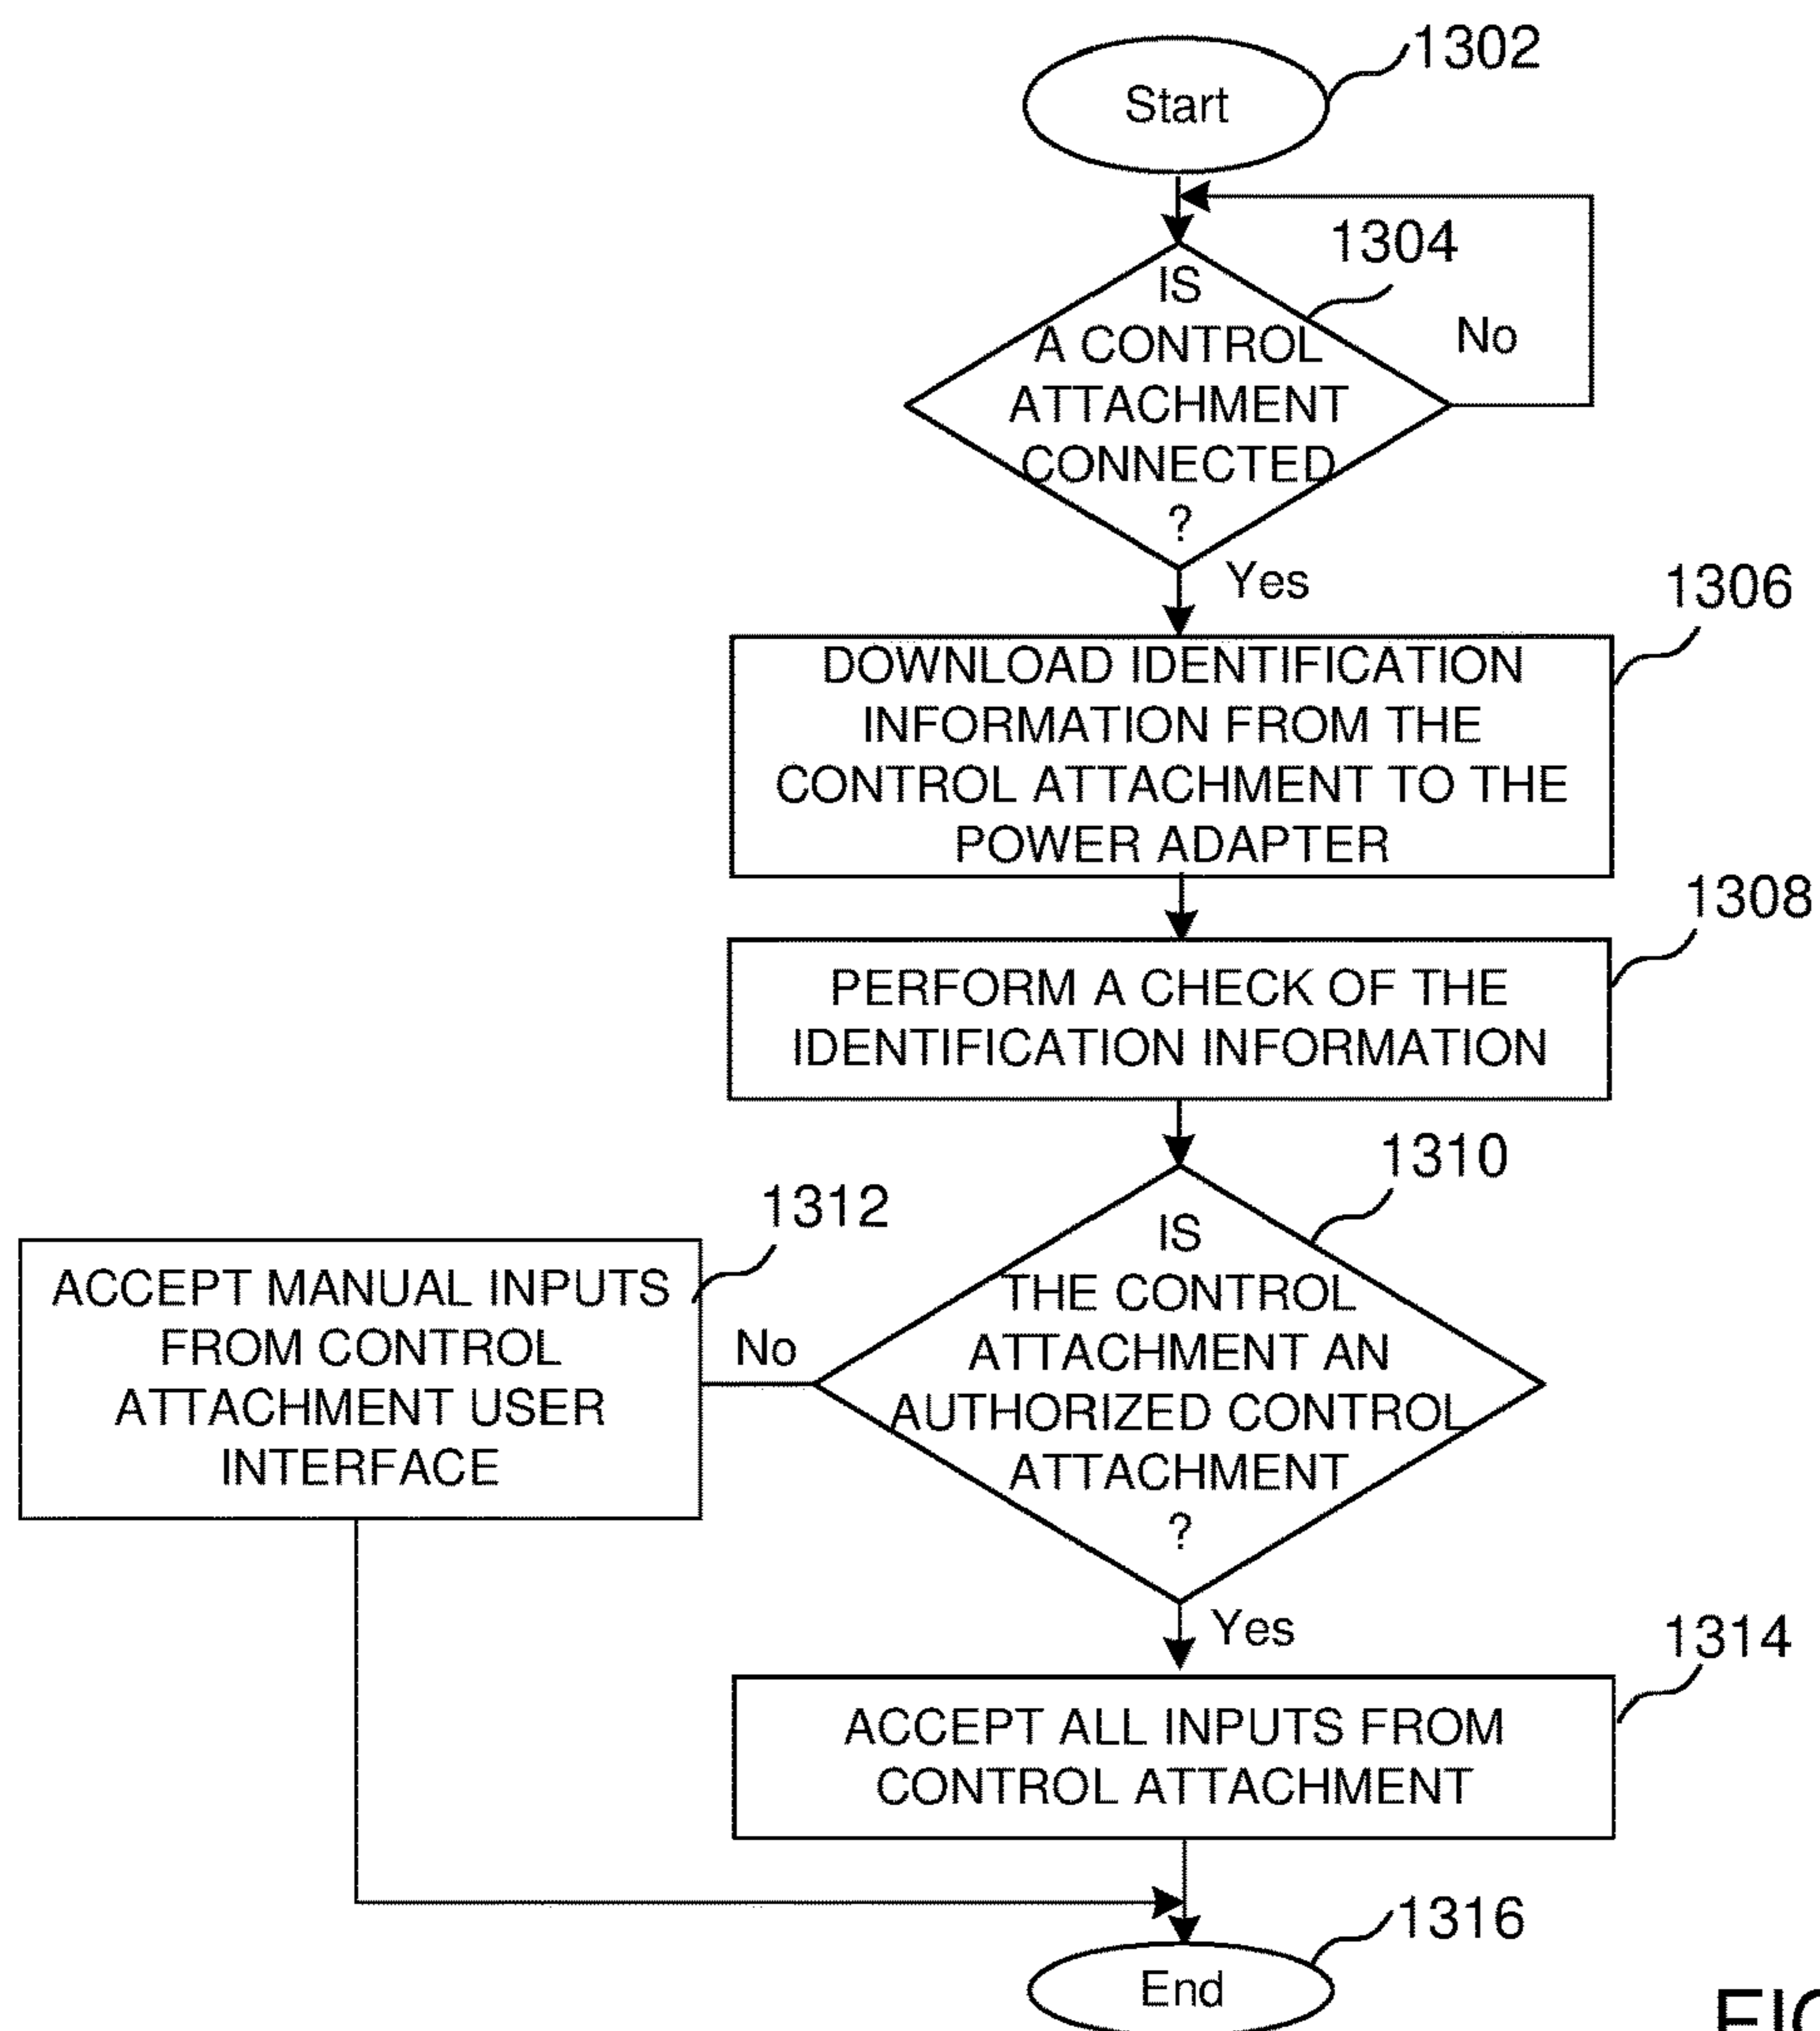 1302
Start
1304
IS
A CONTROL
ATTACHMENT
CONNECTED
?
No
Yes
1306
DOWNLOAD IDENTIFICATION
INFORMATION FROM THE
CONTROL ATTACHMENT TO THE
POWER ADAPTER
1308
PERFORM A CHECK OF THE
IDENTIFICATION INFORMATION
1310
IS
THE CONTROL
ATTACHMENT AN
AUTHORIZED CONTROL
ATTACHMENT
?
No
1312
ACCEPT MANUAL INPUTS
FROM CONTROL
ATTACHMENT USER
INTERFACE
Yes
1314
ACCEPT ALL INPUTS FROM
CONTROL ATTACHMENT
1316
End